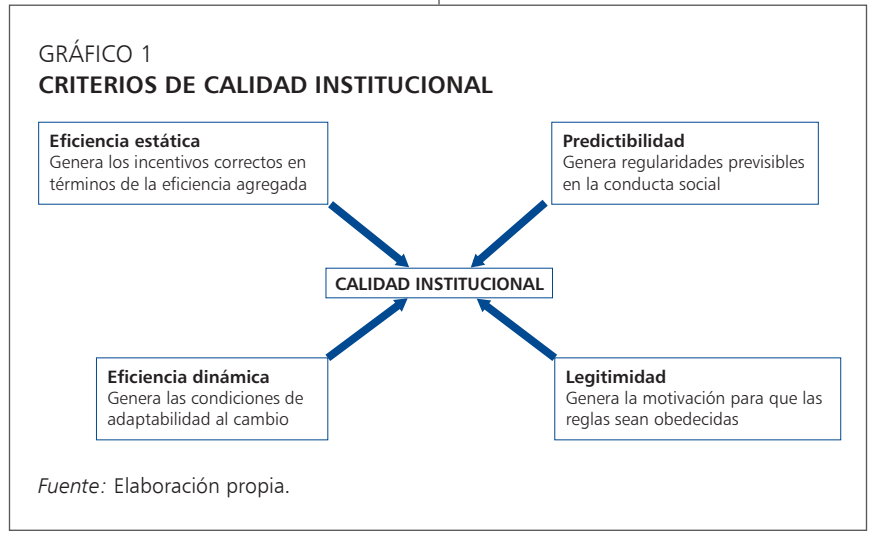 GRÁFICO 1
CRITERIOS DE CALIDAD INSTITUCIONAL
Eficiencia estática
Genera los incentivos correctos en
términos de la eficiencia agregada
Predictibilidad
Genera regularidades previsibles
en la conducta social
CALIDAD INSTITUCIONAL
Eficiencia dinámica
Genera las condiciones de
adaptabilidad al cambio
Legitimidad
Genera la motivación para que las
reglas sean obedecidas
Fuente: Elaboración propia.